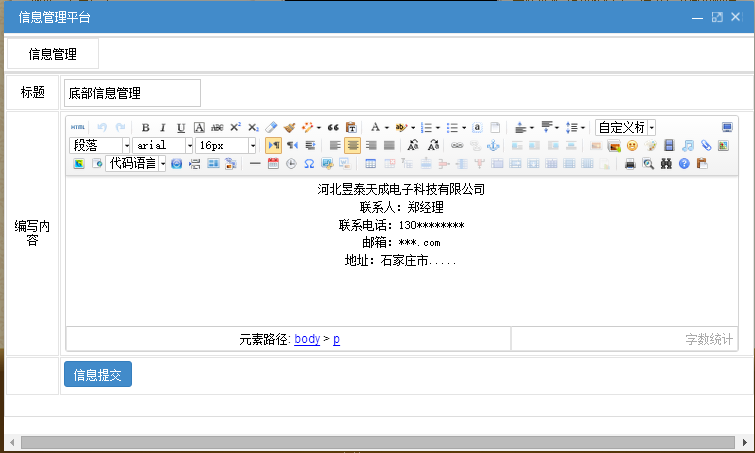 信息管理平台
信息管理
标题
底部信息管理
HTML
段落
arial
16px
自定义标
代码语言
编写内
容
河北昱泰天成电子科技有限公司
联系人：郑经理
联系电话：130********
邮箱：***.com
地址：石家庄市.....
元素路径: body > p
字数统计
信息提交